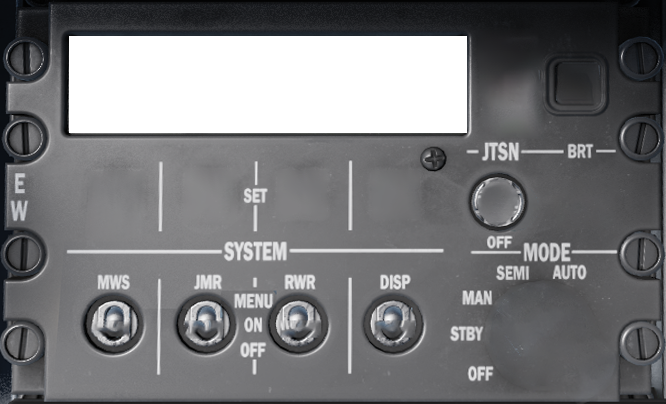 JTSN BRT
E
W
SET
OFF
SYSTEM MODE
SEMI AUTO
MWS JMR RWR DISP
MENU
ON
OFF
MAN
STBY
OFF